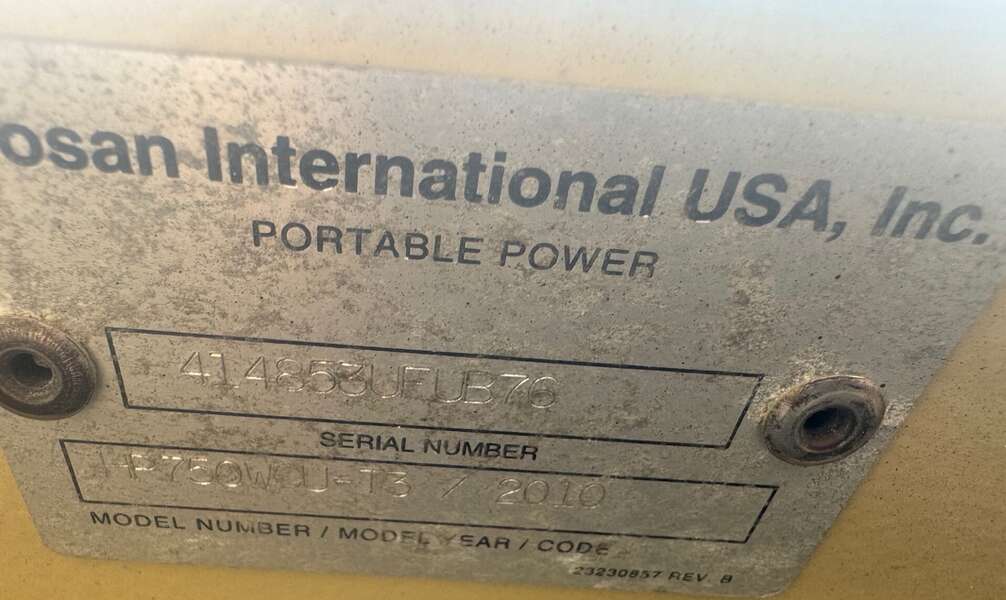 osan International USA, Inc.
PORTABLE POWER
414853UFUB76
SERIAL NUMBER
HP750WCU-T3 / 2010
MODEL NUMBER / MODEL YEAR / CODE
23230857 REV. B